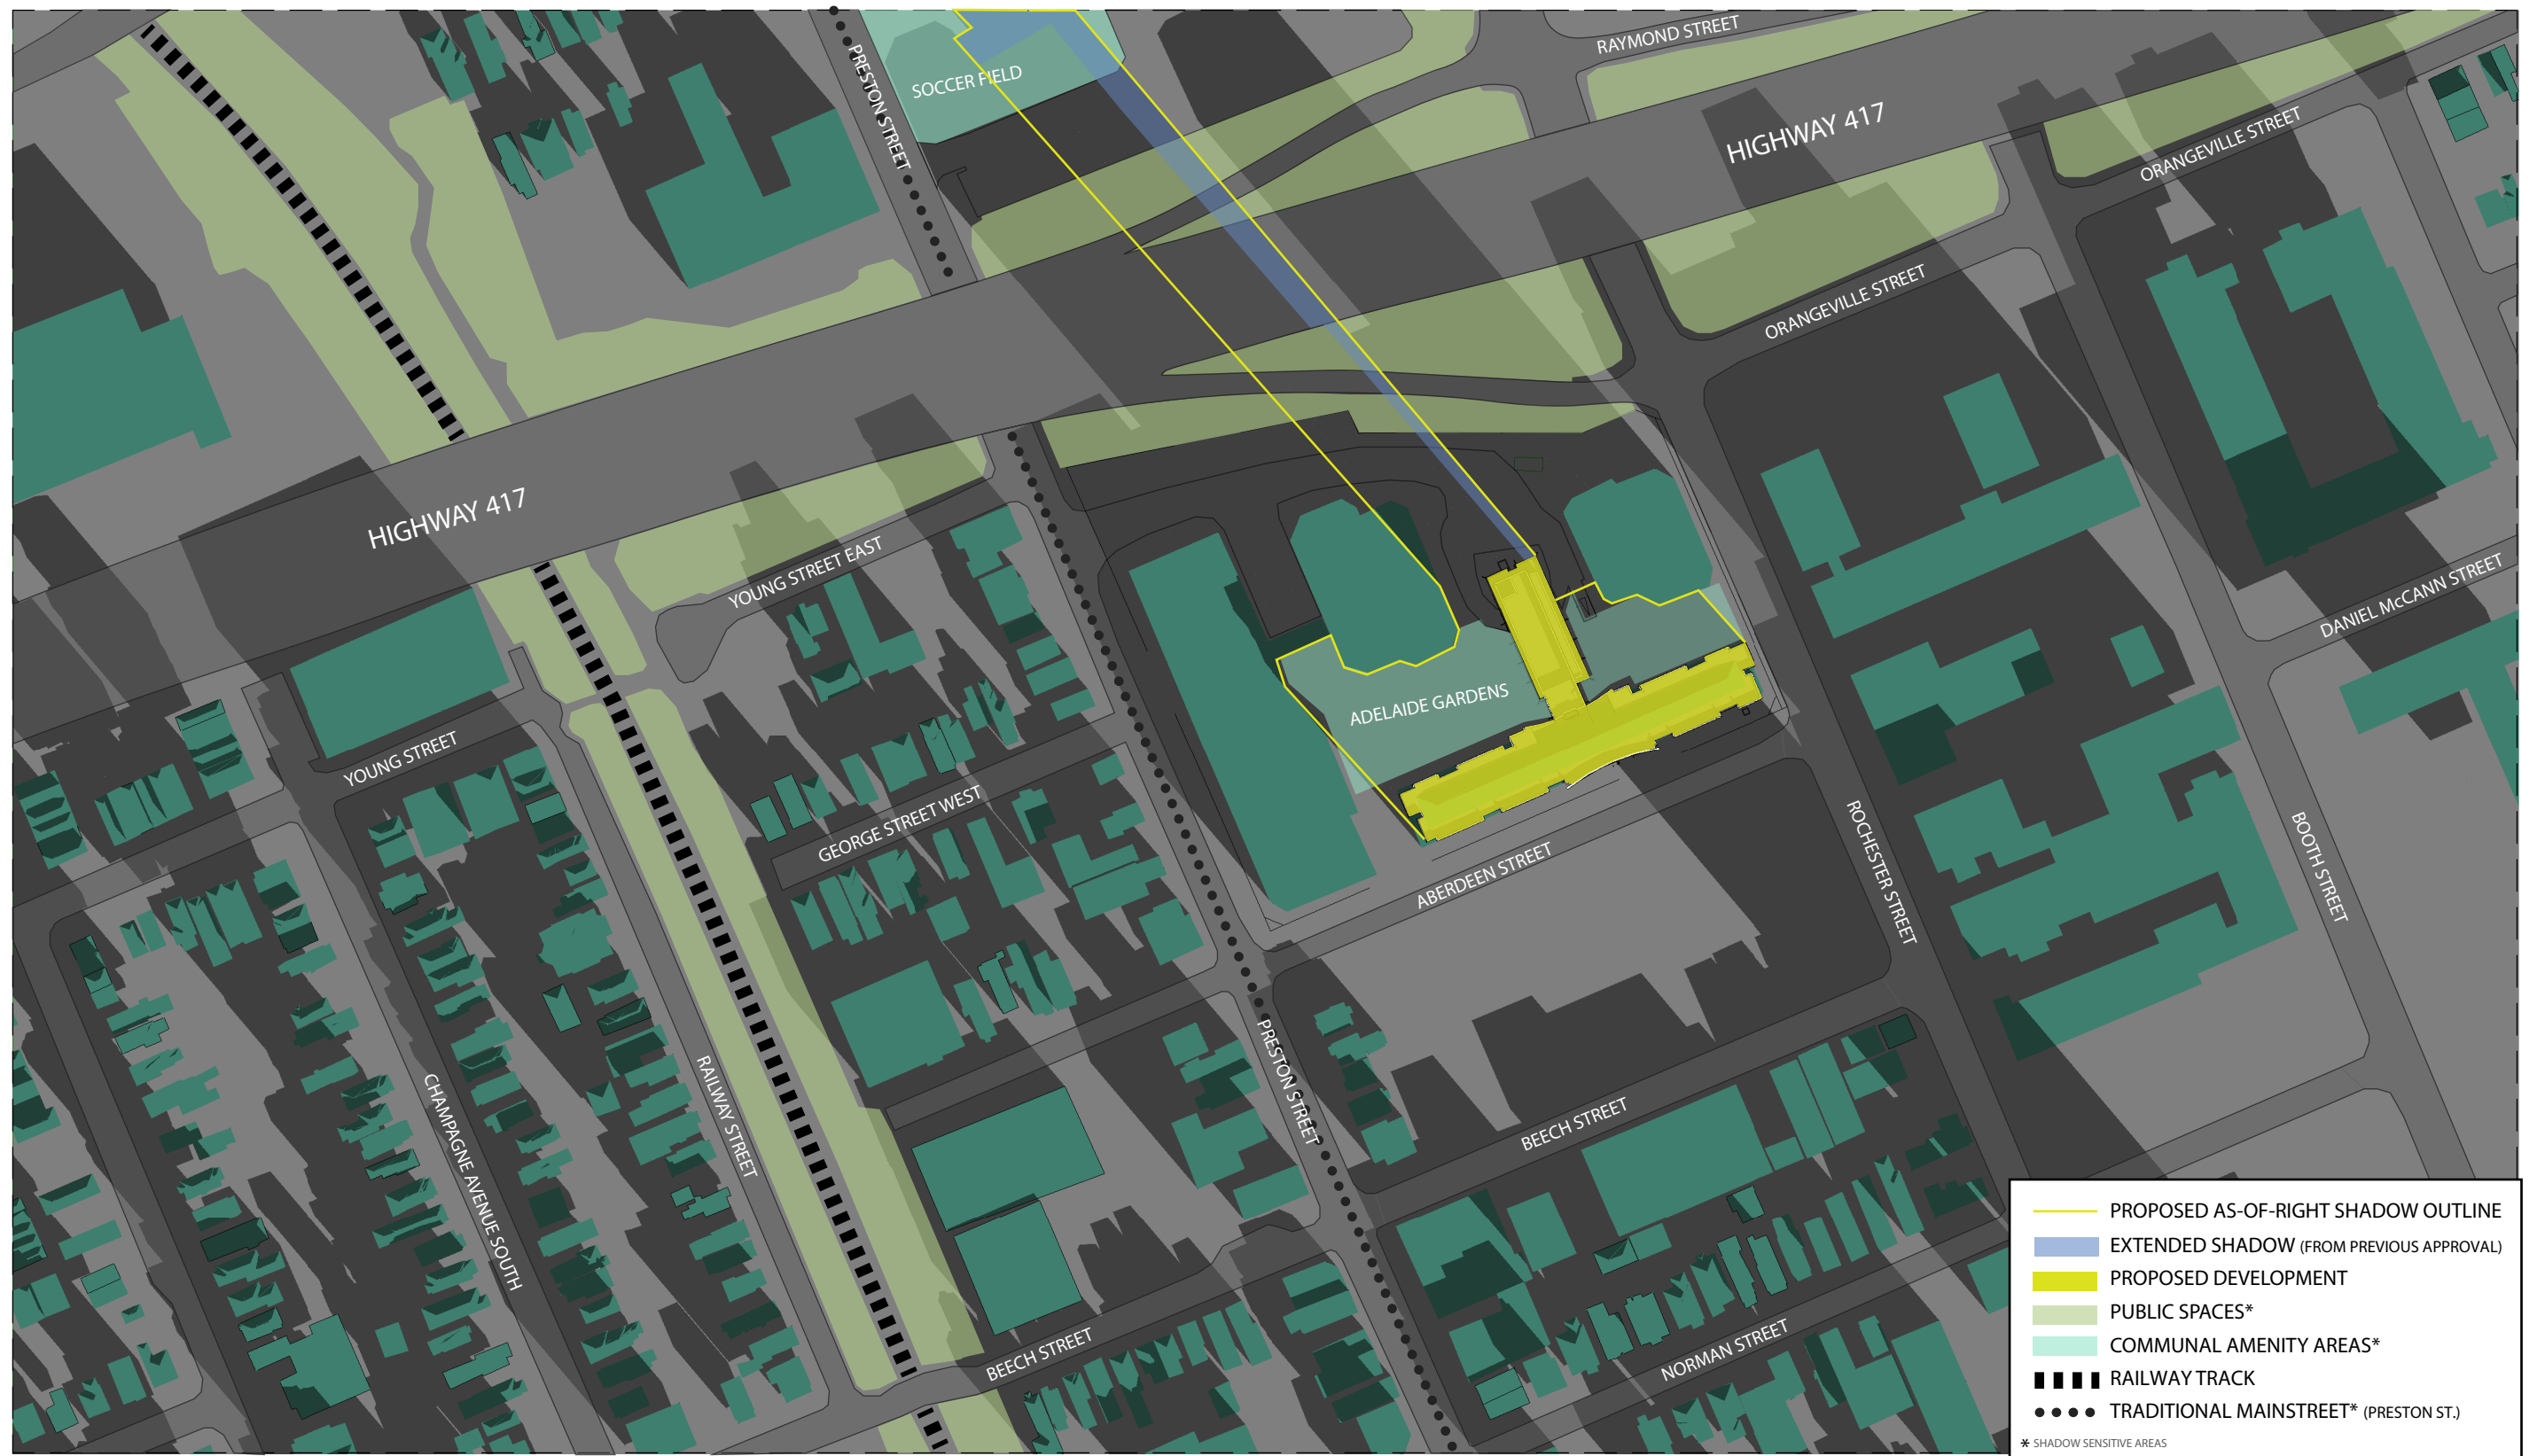 RAYMOND STREET
PRESTON STREET
SOCCER FIELD
HIGHWAY 417
ORANGEVILLE STREET
ORANGEVILLE STREET
HIGHWAY 417
YOUNG STREET EAST
DANIEL McCANN STREET
ADELAIDE GARDENS
YOUNG STREET
GEORGE STREET WEST
ABERDEEN STREET
ROCHESTER STREET
BOOTH STREET
PRESTON STREET
RAILWAY STREET
CHAMPAGNE AVENUE SOUTH
BEECH STREET
BEECH STREET
NORMAN STREET
PROPOSED AS-OF-RIGHT SHADOW OUTLINE
EXTENDED SHADOW (FROM PREVIOUS APPROVAL)
PROPOSED DEVELOPMENT
PUBLIC SPACES*
COMMUNAL AMENITY AREAS*
RAILWAY TRACK
TRADITIONAL MAINSTREET* (PRESTON ST.)
* SHADOW SENSITIVE AREAS